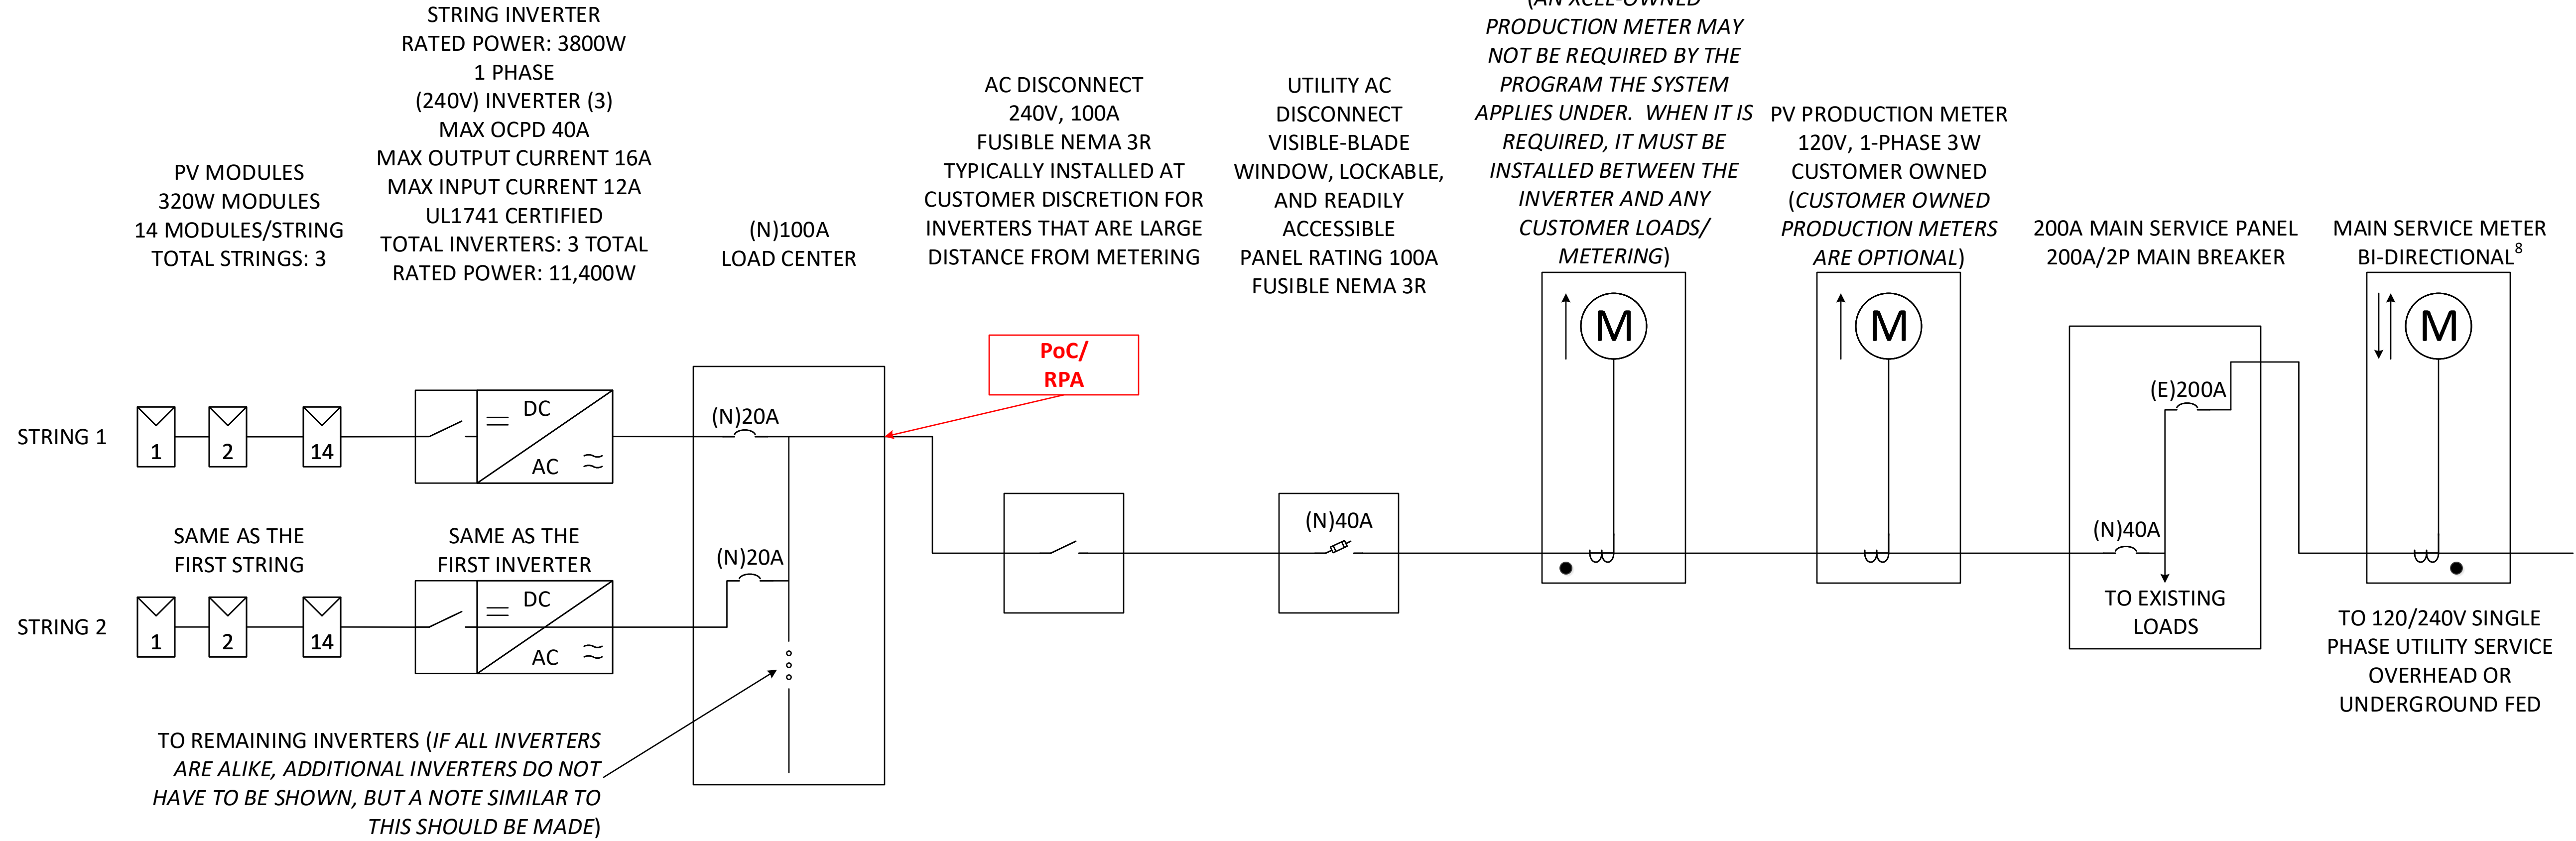 STRING INVERTER
RATED POWER: 3800W
1 PHASE
(240V) INVERTER (3)
MAX OCPD 40A
MAX OUTPUT CURRENT 16A
MAX INPUT CURRENT 12A
UL1741 CERTIFIED
TOTAL INVERTERS: 3 TOTAL
RATED POWER: 11,400W
PV MODULES
320W MODULES
14 MODULES/STRING
TOTAL STRINGS: 3
(N)100A
LOAD CENTER
AC DISCONNECT
240V, 100A
FUSIBLE NEMA 3R
TYPICALLY INSTALLED AT
CUSTOMER DISCRETION FOR
INVERTERS THAT ARE LARGE
DISTANCE FROM METERING
UTILITY AC
DISCONNECT
VISIBLE-BLADE
WINDOW, LOCKABLE,
AND READILY
ACCESSIBLE
PANEL RATING 100A
FUSIBLE NEMA 3R
(AN XCEL-OWNED
PRODUCTION METER MAY
NOT BE REQUIRED BY THE
PROGRAM THE SYSTEM
APPLIES UNDER. WHEN IT IS
REQUIRED, IT MUST BE
INSTALLED BETWEEN THE
INVERTER AND ANY
CUSTOMER LOADS/
METERING)
PV PRODUCTION METER
120V, 1-PHASE 3W
CUSTOMER OWNED
(CUSTOMER OWNED
PRODUCTION METERS
ARE OPTIONAL)
200A MAIN SERVICE PANEL
200A/2P MAIN BREAKER
MAIN SERVICE METER
BI-DIRECTIONAL8
M
M
M
PoC/
RPA
(E)200A
STRING 1
1
2
14
DC
AC
(N)20A
SAME AS THE
FIRST STRING
SAME AS THE
FIRST INVERTER
(N)20A
(N)40A
(N)40A
TO EXISTING
LOADS
STRING 2
1
2
14
DC
AC
TO 120/240V SINGLE
PHASE UTILITY SERVICE
OVERHEAD OR
UNDERGROUND FED
TO REMAINING INVERTERS (IF ALL INVERTERS
ARE ALIKE, ADDITIONAL INVERTERS DO NOT
HAVE TO BE SHOWN, BUT A NOTE SIMILAR TO
THIS SHOULD BE MADE)